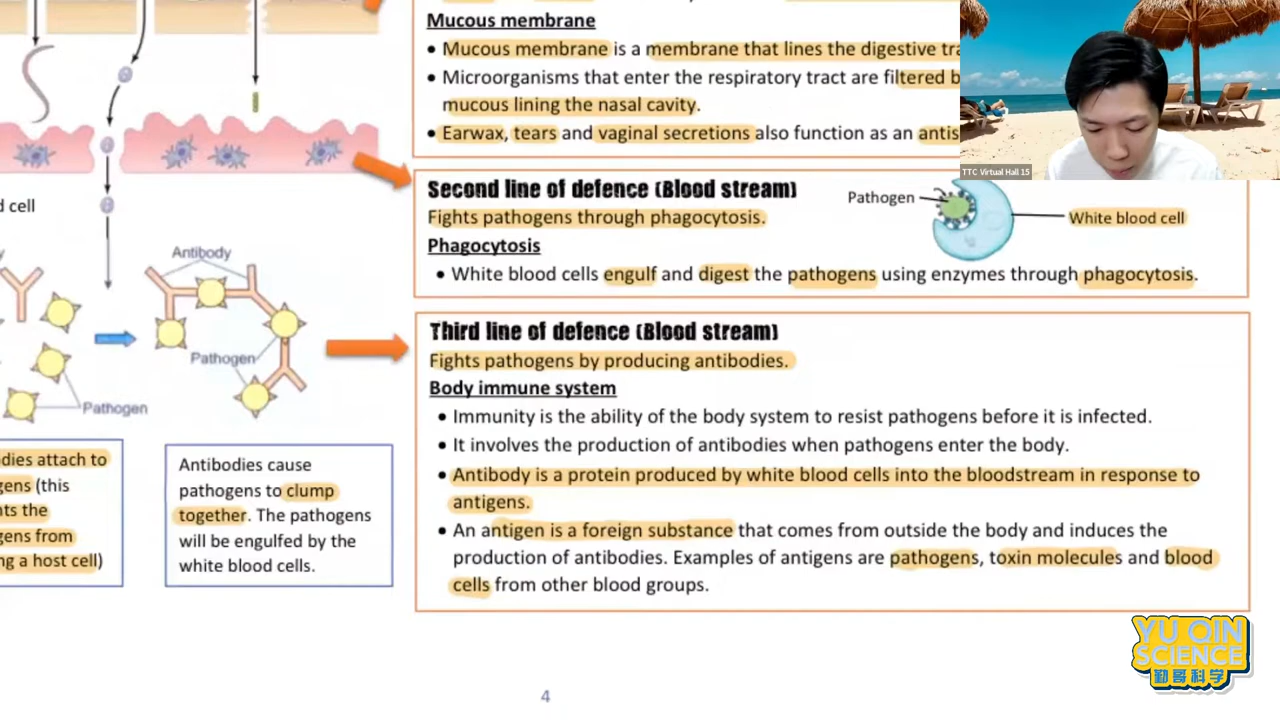 Mucous membrane
• Mucous membrane is a membrane that lines the digestive
• Microorganisms that enter the respiratory tract are filtered
mucous lining the nasal cavity.
• Earwax, tears and vaginal secretions also function as an
TTC Virtual Hall 15
Second line of defence (Blood stream)
Fights pathogens through phagocytosis.
Phagocytosis
• White blood cells engulf and digest the pathogens using enzymes through phagocytosis.
Pathogen
White blood cell
cell
Antibody
Pathogen
Pathogen
Third line of defence (Blood stream)
Fights pathogens by producing antibodies.
Body immune system
• Immunity is the ability of the body system to resist pathogens before it is infected.
• It involves the production of antibodies when pathogens enter the body.
• Antibody is a protein produced by white blood cells into the bloodstream in response to
antigens.
• An antigen is a foreign substance that comes from outside the body and induces the
production of antibodies. Examples of antigens are pathogens, toxin molecules and blood
cells from other blood groups.
attach to
(this
the
from
a host cell)
Antibodies cause
pathogens to clump
together. The pathogens
will be engulfed by the
white blood cells.
YU QIN
SCIENCE
勤哥科学
4